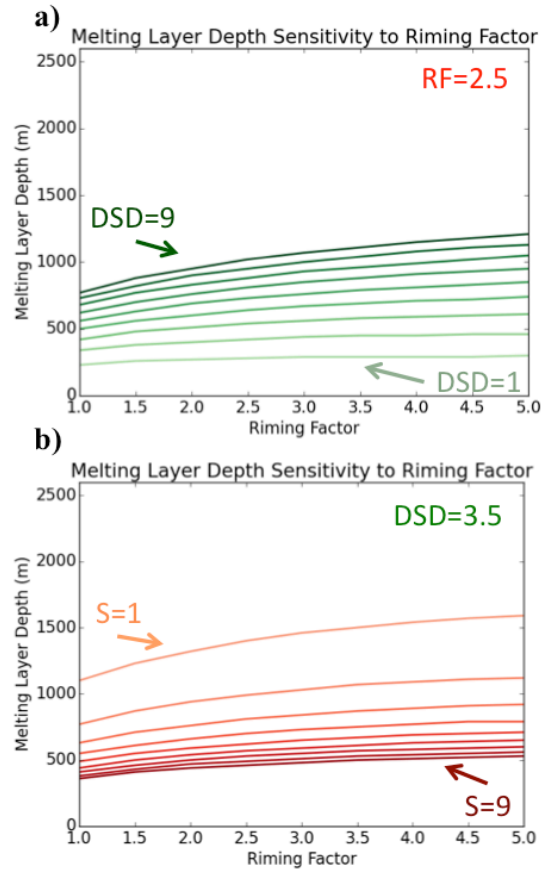 a)
Melting Layer Depth Sensitivity to Riming Factor
2500
2000
1500
1000
500
0
Melting Layer Depth (m)
RF=2.5
DSD=9
DSD=1
1.0 1.5 2.0 2.5 3.0 3.5 4.0 4.5 5.0
Riming Factor
b)
Melting Layer Depth Sensitivity to Riming Factor
2500
2000
1500
1000
500
0
Melting Layer Depth (m)
DSD=3.5
S=1
S=9
1.0 1.5 2.0 2.5 3.0 3.5 4.0 4.5 5.0
Riming Factor